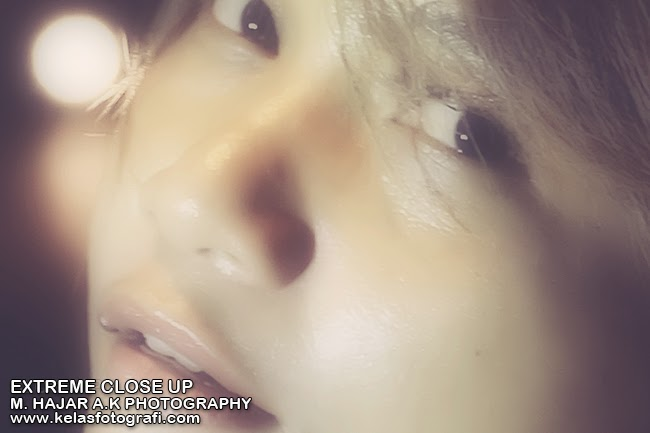 EXTREME CLOSE UP
M. HAJAR A.K PHOTOGRAPHY
www.kelasfotografi.com